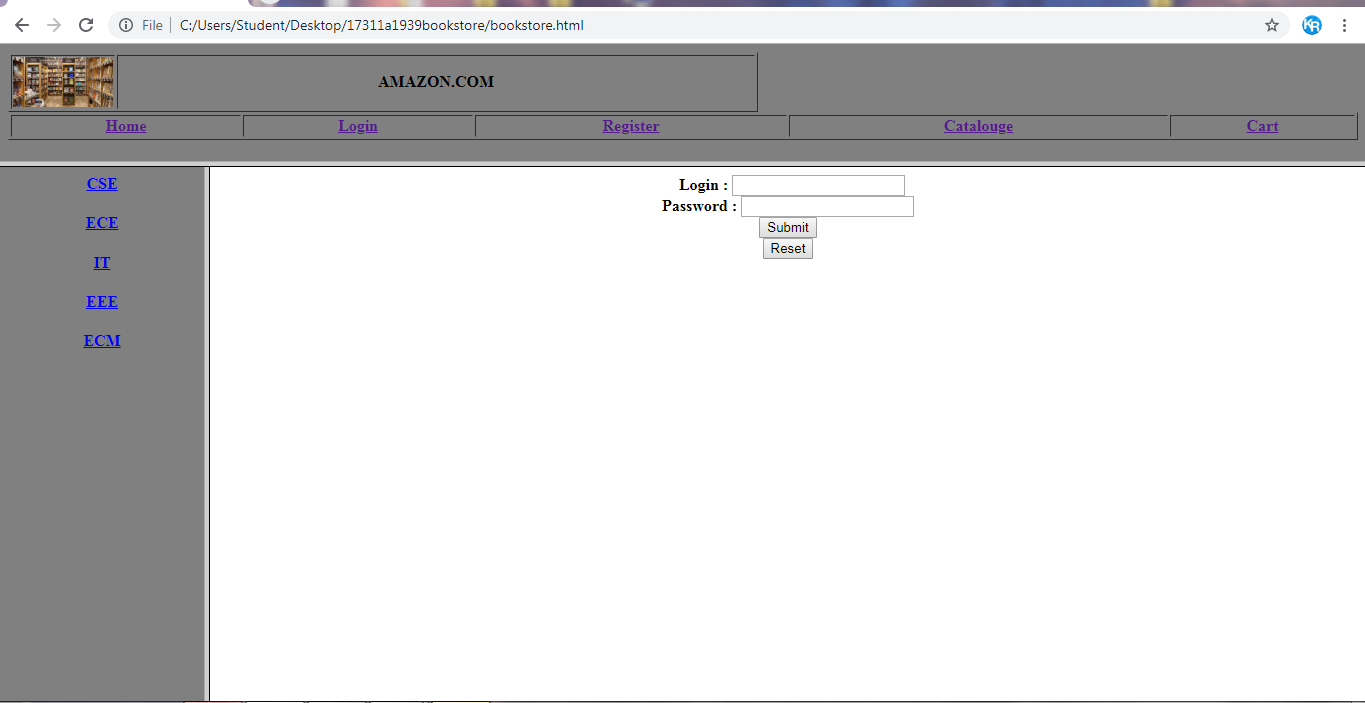 File C:/Users/Student/Desktop/17311a1939bookstore/bookstore.html
KR
AMAZON.COM
Home Login Register Catalouge Cart
CSE
ECE
IT
EEE
ECM
Login :
Password :
Submit
Reset